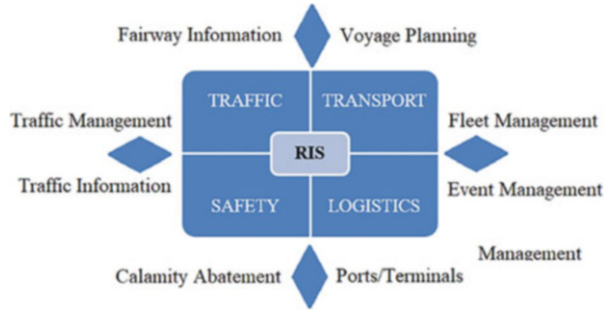 Fairway Information Voyage Planning
TRAFFIC TRANSPORT
Traffic Management Fleet Management
RIS
Traffic Information Event Management
SAFETY LOGISTICS
Management
Calamity Abatement Ports/Terminals